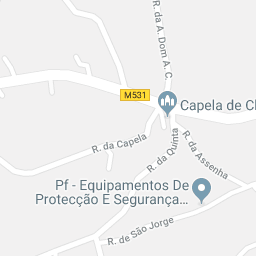 R. da A. Dom A. C.
M531
Capela de Ch
R. da Capela
R. da Quinta
R. da Assenha
Pf - Equipamentos De
Protecção E Segurança...
R. de São Jorge